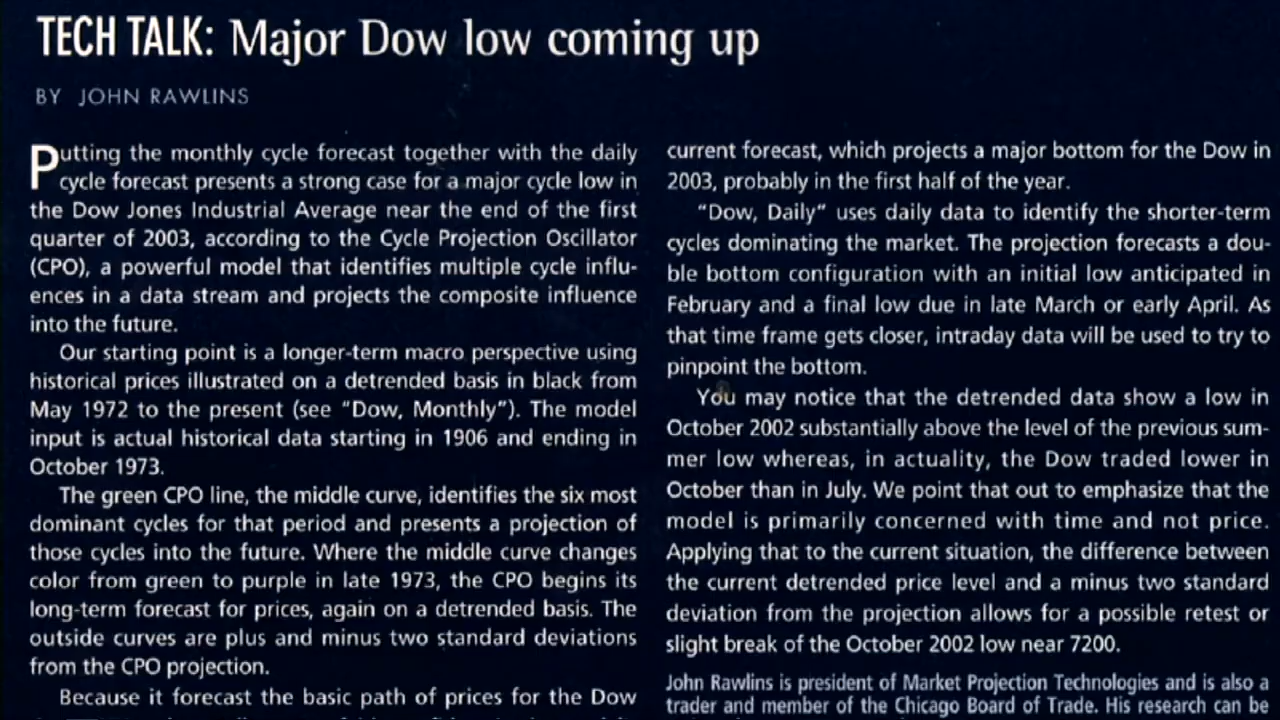 TECH TALK: Major Dow low coming up
BY JOHN RAWLINS
Putting the monthly cycle forecast together with the daily
cycle forecast presents a strong case for a major cycle low in
the Dow Jones Industrial Average near the end of the first
quarter of 2003, according to the Cycle Projection Oscillator
(CPO), a powerful model that identifies multiple cycle influ-
ences in a data stream and projects the composite influence
into the future.
Our starting point is a longer-term macro perspective using
historical prices illustrated on a detrended basis in black from
May 1972 to the present (see “Dow, Monthly”). The model
input is actual historical data starting in 1906 and ending in
October 1973.
The green CPO line, the middle curve, identifies the six most
dominant cycles for that period and presents a projection of
those cycles into the future. Where the middle curve changes
color from green to purple in late 1973, the CPO begins its
long-term forecast for prices, again on a detrended basis. The
outside curves are plus and minus two standard deviations
from the CPO projection.
Because it forecast the basic path of prices for the Dow
current forecast, which projects a major bottom for the Dow in
2003, probably in the first half of the year.
“Dow, Daily” uses daily data to identify the shorter-term
cycles dominating the market. The projection forecasts a dou-
ble bottom configuration with an initial low anticipated in
February and a final low due in late March or early April. As
that time frame gets closer, intraday data will be used to try to
pinpoint the bottom.
You may notice that the detrended data show a low in
October 2002 substantially above the level of the previous sum-
mer low whereas, in actuality, the Dow traded lower in
October than in July. We point that out to emphasize that the
model is primarily concerned with time and not price.
Applying that to the current situation, the difference between
the current detrended price level and a minus two standard
deviation from the projection allows for a possible retest or
slight break of the October 2002 low near 7200.
John Rawlins is president of Market Projection Technologies and is also a
trader and member of the Chicago Board of Trade. His research can be